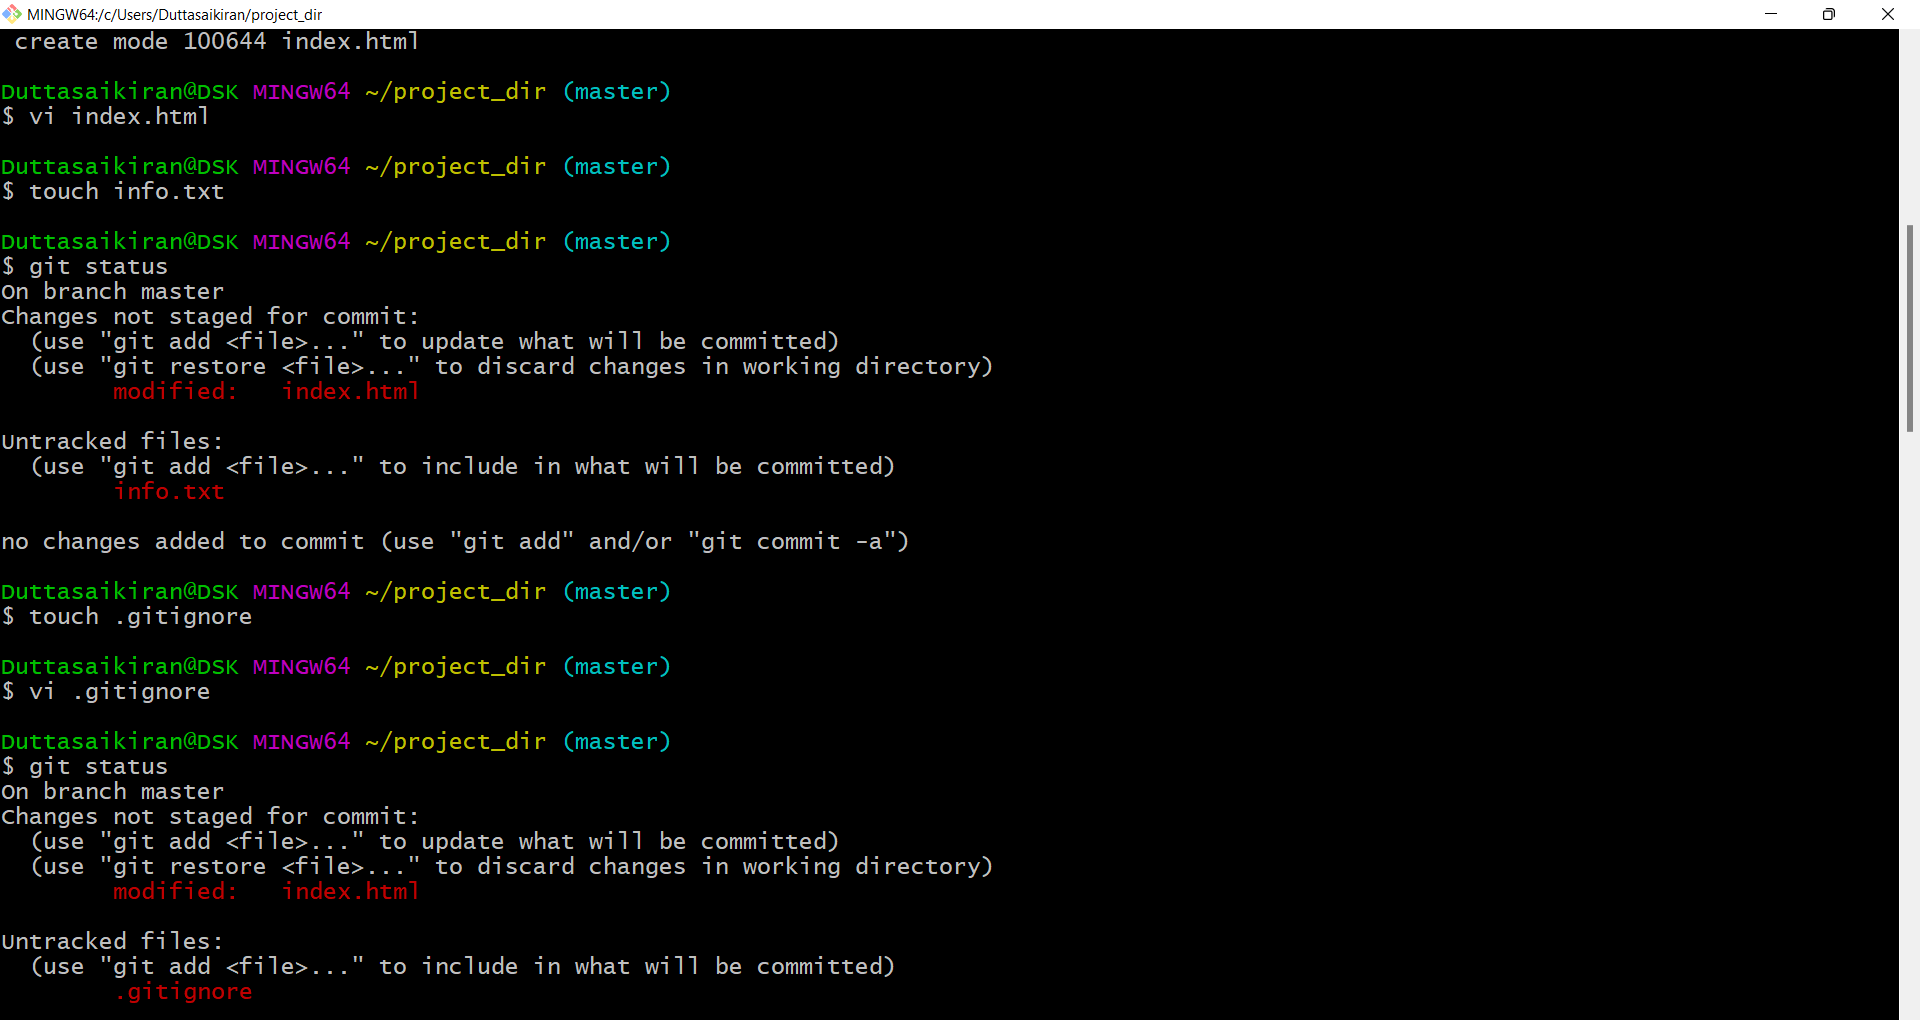 MINGW64:/c/Users/Duttasaikiran/project_dir
 create mode 100644 index.html
Duttasaikiran@DSK MINGW64 ~/project_dir (master)
$ vi index.html
Duttasaikiran@DSK MINGW64 ~/project_dir (master)
$ touch info.txt
Duttasaikiran@DSK MINGW64 ~/project_dir (master)
$ git status
On branch master
Changes not staged for commit:
  (use "git add <file>..." to update what will be committed)
  (use "git restore <file>..." to discard changes in working directory)
        modified:   index.html
Untracked files:
  (use "git add <file>..." to include in what will be committed)
        info.txt
no changes added to commit (use "git add" and/or "git commit -a")
Duttasaikiran@DSK MINGW64 ~/project_dir (master)
$ touch .gitignore
Duttasaikiran@DSK MINGW64 ~/project_dir (master)
$ vi .gitignore
Duttasaikiran@DSK MINGW64 ~/project_dir (master)
$ git status
On branch master
Changes not staged for commit:
  (use "git add <file>..." to update what will be committed)
  (use "git restore <file>..." to discard changes in working directory)
        modified:   index.html
Untracked files:
  (use "git add <file>..." to include in what will be committed)
        .gitignore